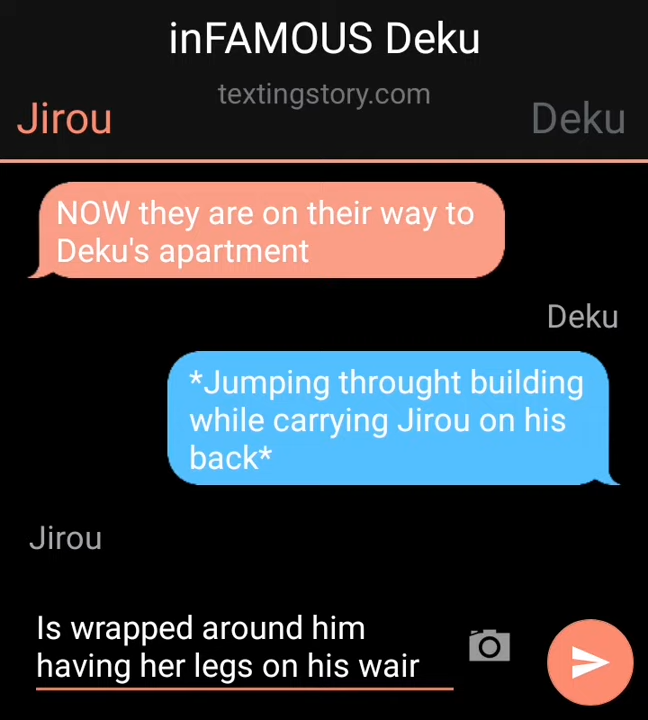 inFAMOUS Deku
textingstory.com
Jirou
Deku
NOW they are on their way to
Deku's apartment
Deku
*Jumping throught building
while carrying Jirou on his
back*
Jirou
Is wrapped around him
having her legs on his wair